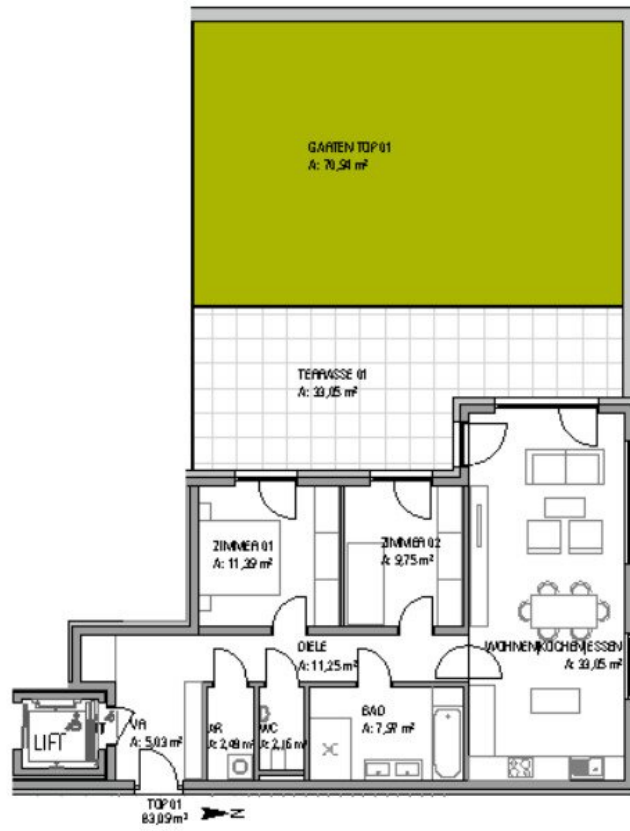 GARTEN TOP 01
A: 70,94 m²
TERRASSE 01
A: 33,05 m²
ZIMMER 01
A: 11,39 m²
ZIMMER 02
A: 9,75 m²
DIELE
A: 11,25 m²
WOHNEN/KOCHEN/ESSEN
A: 33,05 m²
LIFT
VR
A: 5,03 m²
AR
A: 2,49 m²
WC
A: 2,16 m²
BAD
A: 7,97 m²
TOP 01
83,09 m²
N